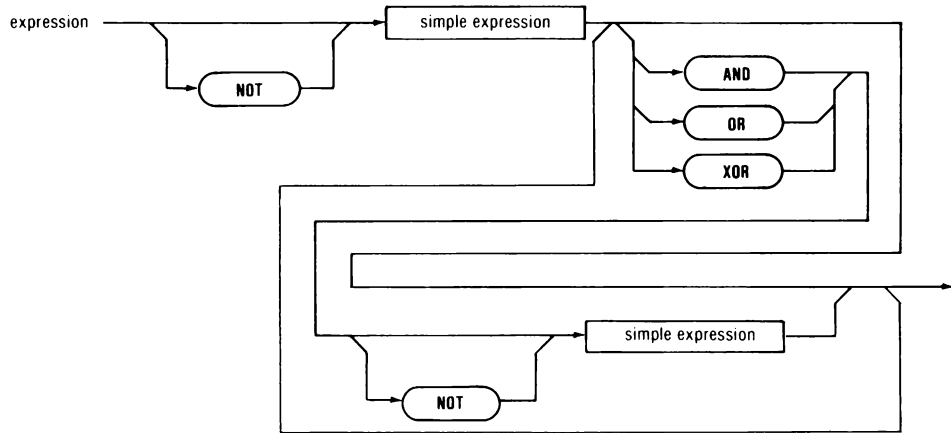 expression
simple expression
NOT
AND
OR
XOR
simple expression
NOT